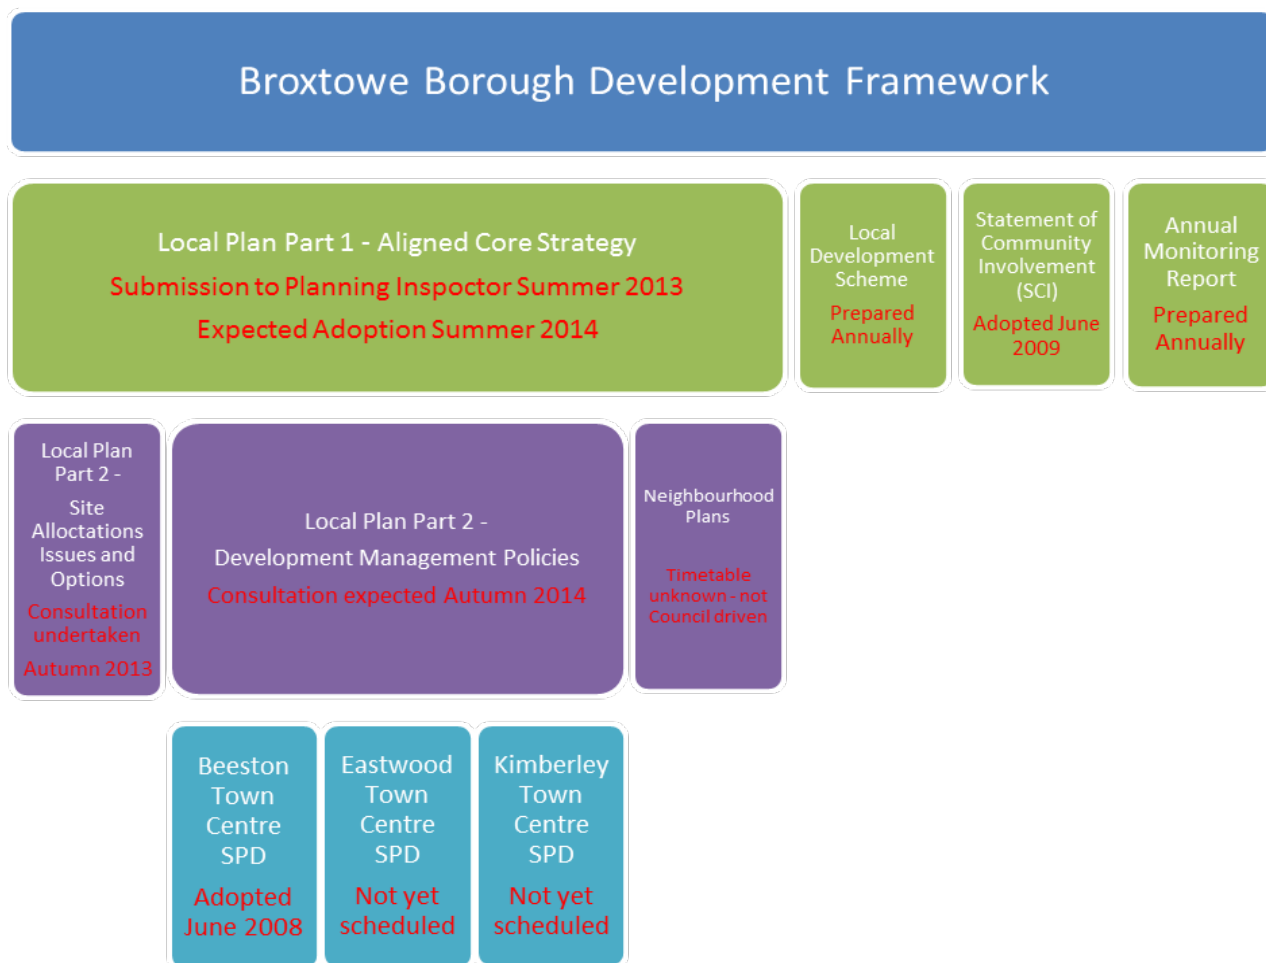 Broxtowe Borough Development Framework
Local Plan Part 1 - Aligned Core Strategy
Submission to Planning Inspoctor Summer 2013
Expected Adoption Summer 2014
Local
Development
Scheme
Prepared
Annually
Statement of
Community
Involvement
(SCI)
Adopted June
2009
Annual
Monitoring
Report
Prepared
Annually
Local Plan
Part 2 -
Site
Alloctations
Issues and
Options
Consultation
undertaken
Autumn 2013
Local Plan Part 2 -
Development Management Policies
Consultation expected Autumn 2014
Neighbourhood
Plans
Timetable
unknown - not
Council driven
Beeston
Town
Centre
SPD
Adopted
June 2008
Eastwood
Town
Centre
SPD
Not yet
scheduled
Kimberley
Town
Centre
SPD
Not yet
scheduled